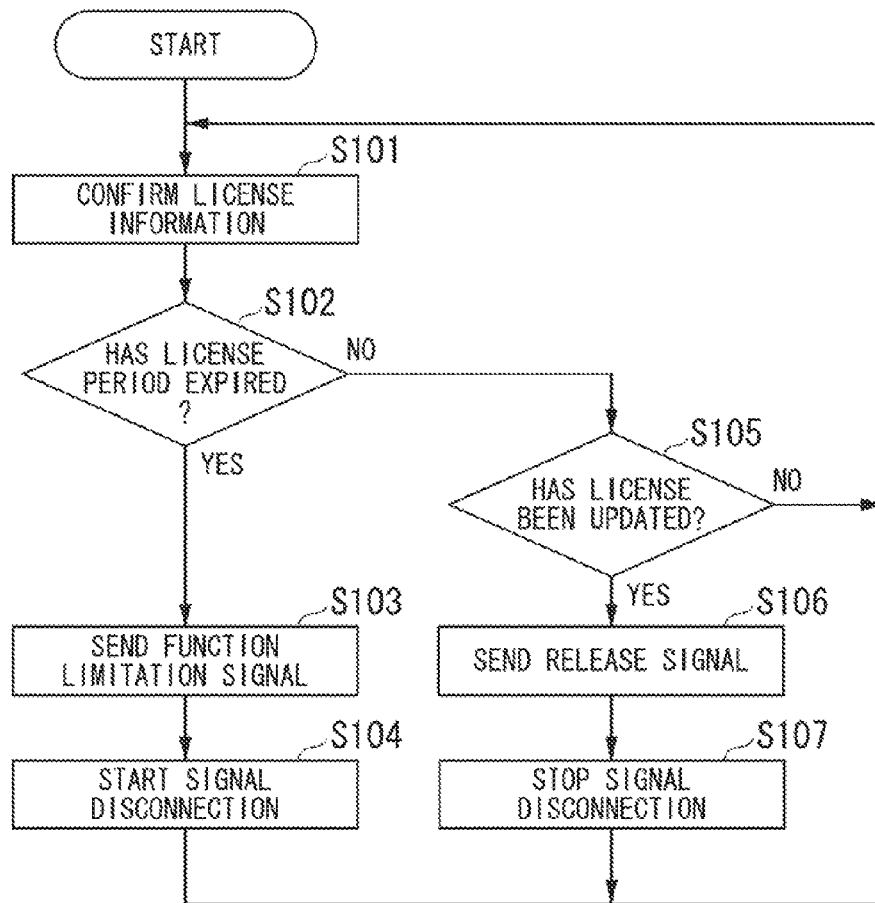 START
S101
CONFIRM LICENSE
INFORMATION
S102
HAS LICENSE
PERIOD EXPIRED
?
NO
YES
S105
HAS LICENSE
BEEN UPDATED?
NO
YES
S103
SEND FUNCTION
LIMITATION SIGNAL
S106
SEND RELEASE SIGNAL
S104
START SIGNAL
DISCONNECTION
S107
STOP SIGNAL
DISCONNECTION